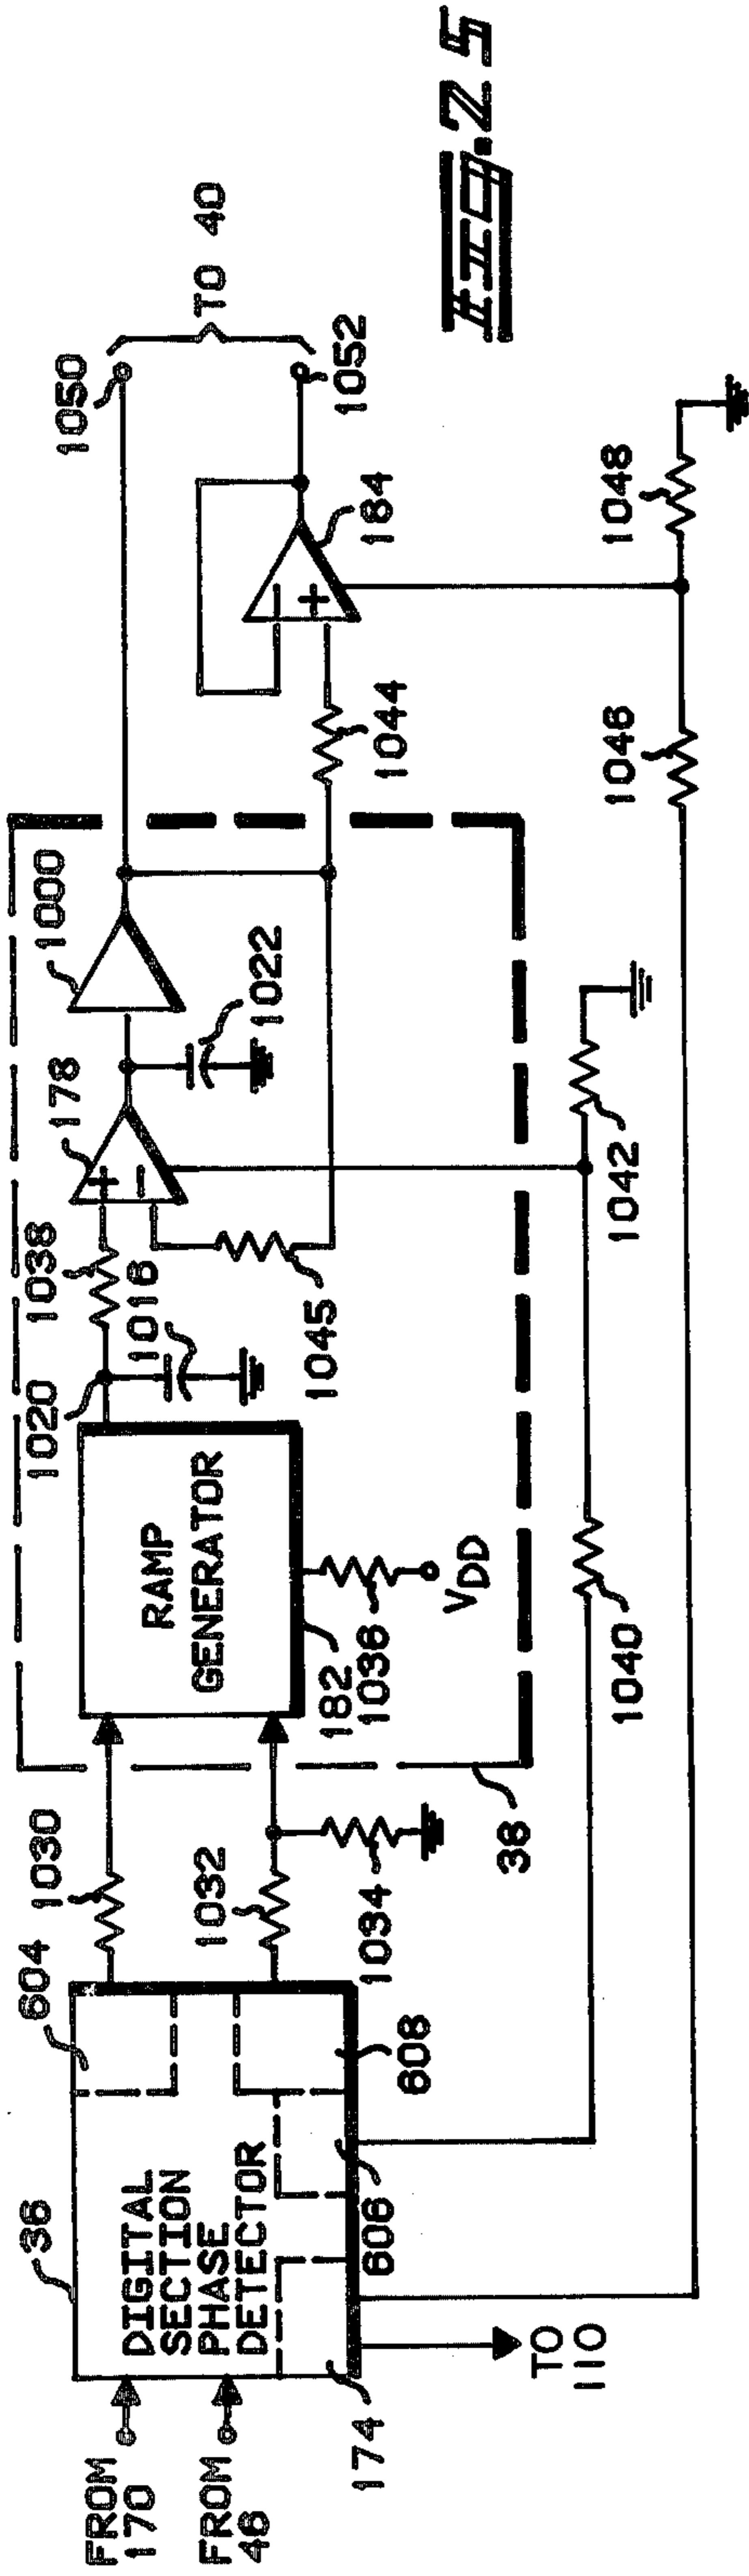 FROM
170
FROM
46
36
DIGITAL
SECTION
PHASE
DETECTOR
604
608
606
174
TO
110
1030
1032
1034
38
RAMP
GENERATOR
182
1036
VDD
1020
1016
1038
1045
178
+
−
1022
1000
1040
1042
1044
−
+
184
1046
1048
1050
1052
TO 40
FIG. 25